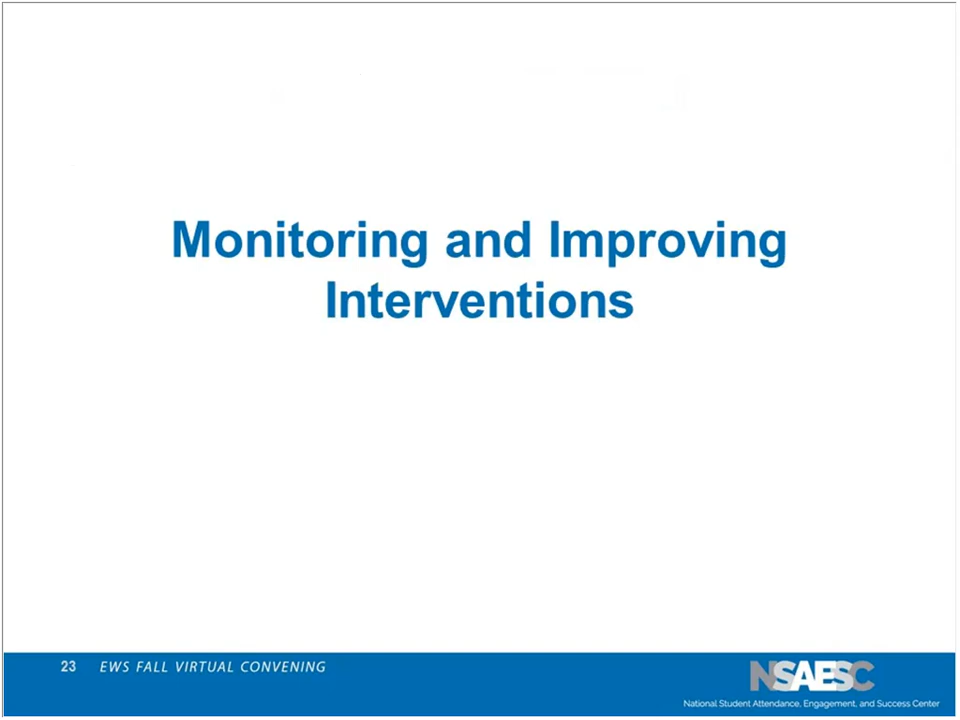 Monitoring and Improving
Interventions
23 EWS FALL VIRTUAL CONVENING
NSAESC
National Student Attendance, Engagement, and Success Center